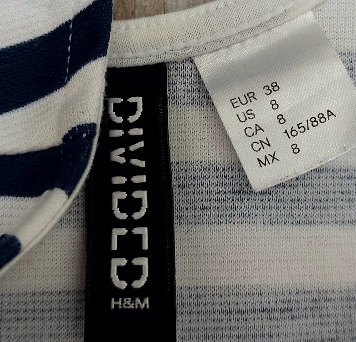 DIVIDED
H&M
EUR 38
US 8
CA 8
CN 165/88A
MX 8